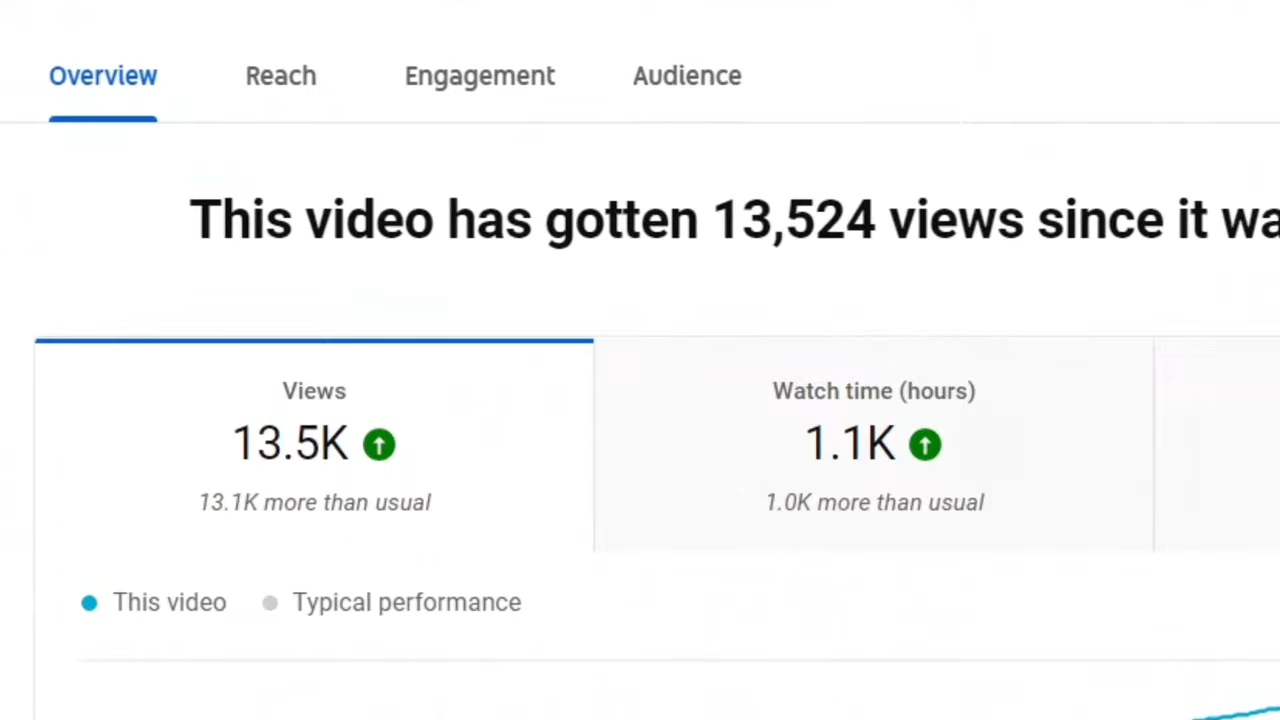 Overview Reach Engagement Audience
This video has gotten 13,524 views since it wa
Views
13.5K
13.1K more than usual
Watch time (hours)
1.1K
1.0K more than usual
This video Typical performance